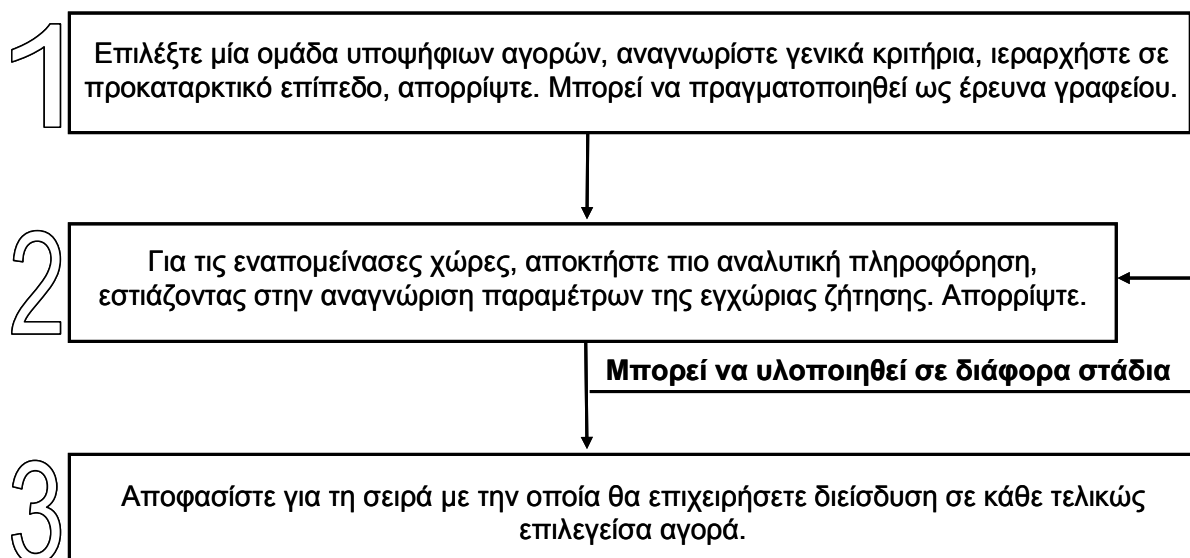 1
Επιλέξτε μία ομάδα υποψήφιων αγορών, αναγνωρίστε γενικά κριτήρια, ιεραρχήστε σε
προκαταρκτικό επίπεδο, απορρίψτε. Μπορεί να πραγματοποιηθεί ως έρευνα γραφείου.
2
Για τις εναπομείνασες χώρες, αποκτήστε πιο αναλυτική πληροφόρηση,
εστιάζοντας στην αναγνώριση παραμέτρων της εγχώριας ζήτησης. Απορρίψτε.
Μπορεί να υλοποιηθεί σε διάφορα στάδια
3
Αποφασίστε για τη σειρά με την οποία θα επιχειρήσετε διείσδυση σε κάθε τελικώς
επιλεγείσα αγορά.